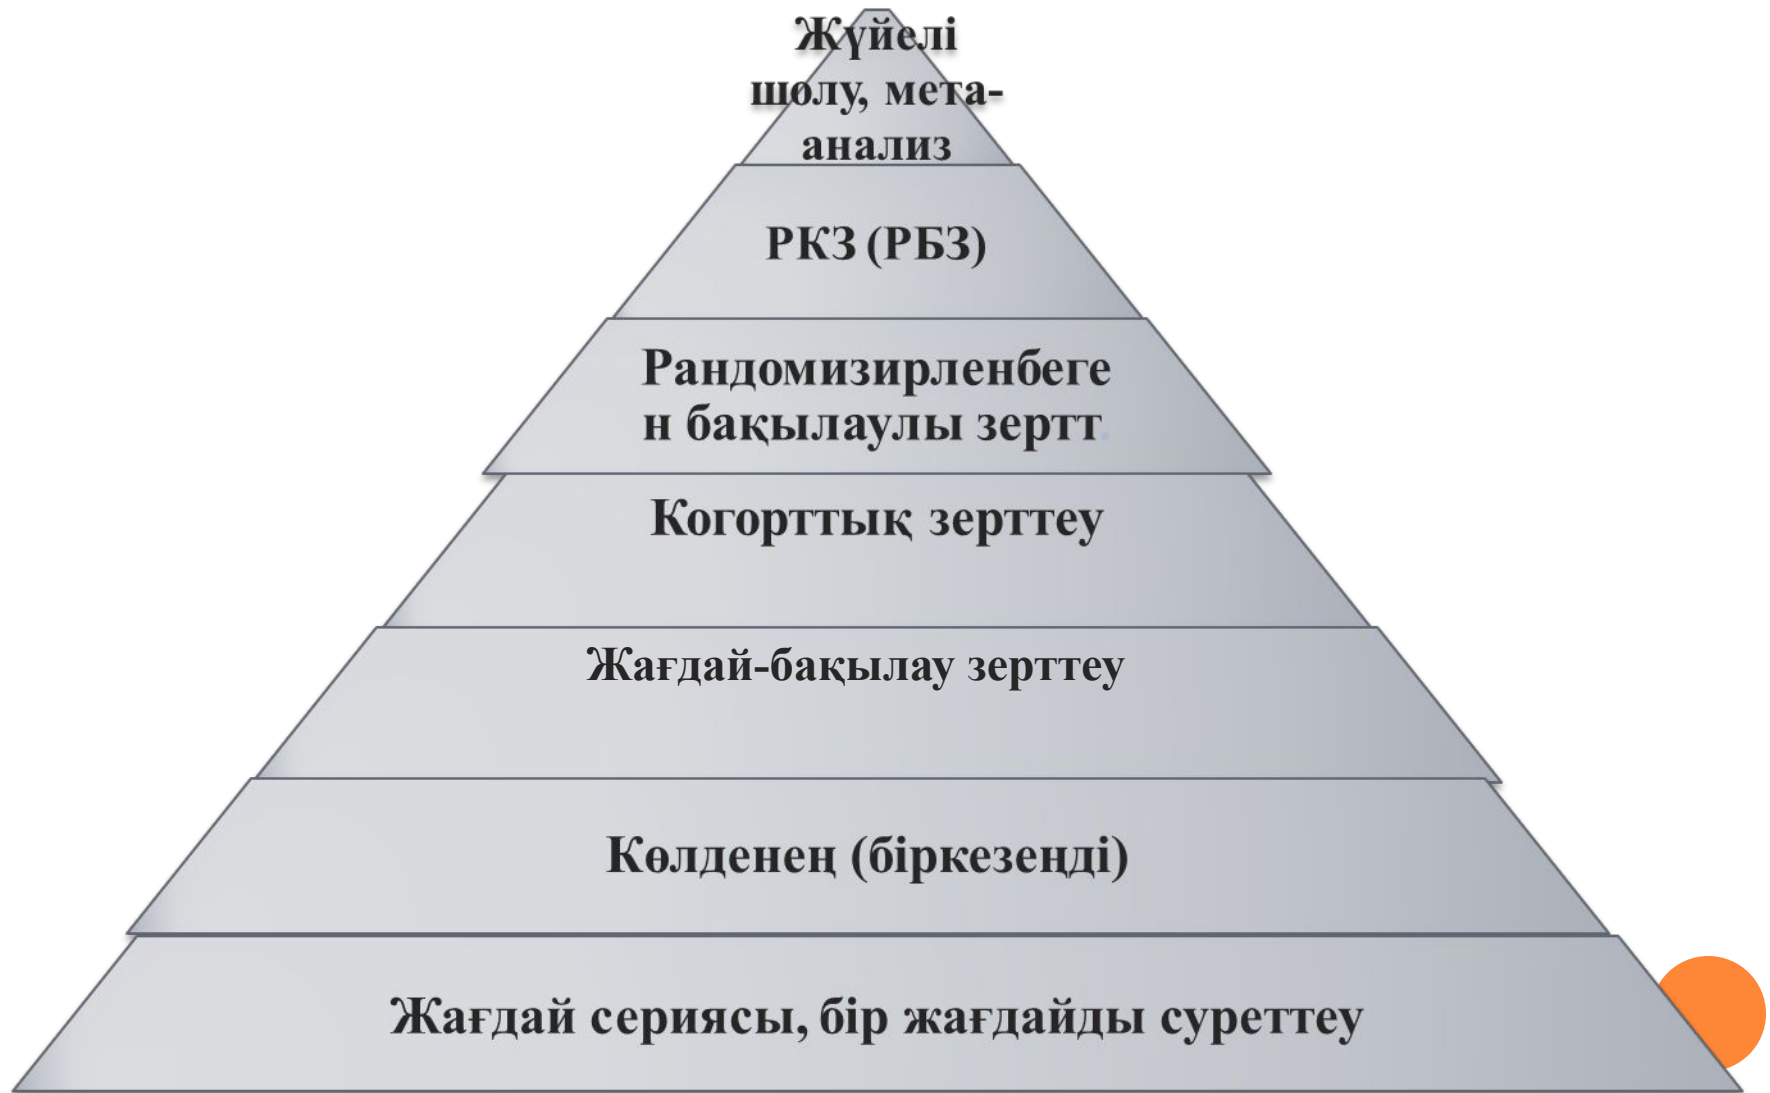 Жүйелі
шолу, мета-
анализ
РКЗ (РБЗ)
Рандомизирленбеге
н бақылаулы зертт.
Когорттық зерттеу
Жағдай-бақылау зерттеу
Көлденең (біркезеңді)
Жағдай сериясы, бір жағдайды суреттеу